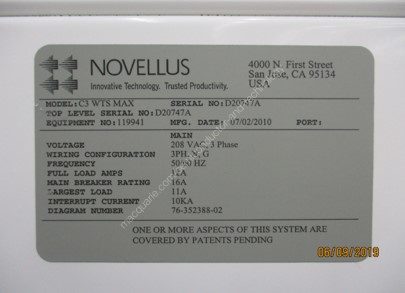 NOVELLUS
Innovative Technology. Trusted Productivity.
4000 N. First Street
San Jose, CA 95134
USA
MODEL: C3 WTS MAX SERIAL NO: D20747A
TOP LEVEL SERIAL NO: D20747A
EQUIPMENT NO: 119941 MFG. DATE: 07/02/2010 PORT:
MAIN
VOLTAGE 208 VAC, 3 Phase
WIRING CONFIGURATION 3PH, N, G
FREQUENCY 50/60 HZ
FULL LOAD AMPS 12A
MAIN BREAKER RATING 16A
LARGEST LOAD 11A
INTERRUPT CURRENT 10KA
DIAGRAM NUMBER 76-352388-02
ONE OR MORE ASPECTS OF THIS SYSTEM ARE
COVERED BY PATENTS PENDING
06/09/2019